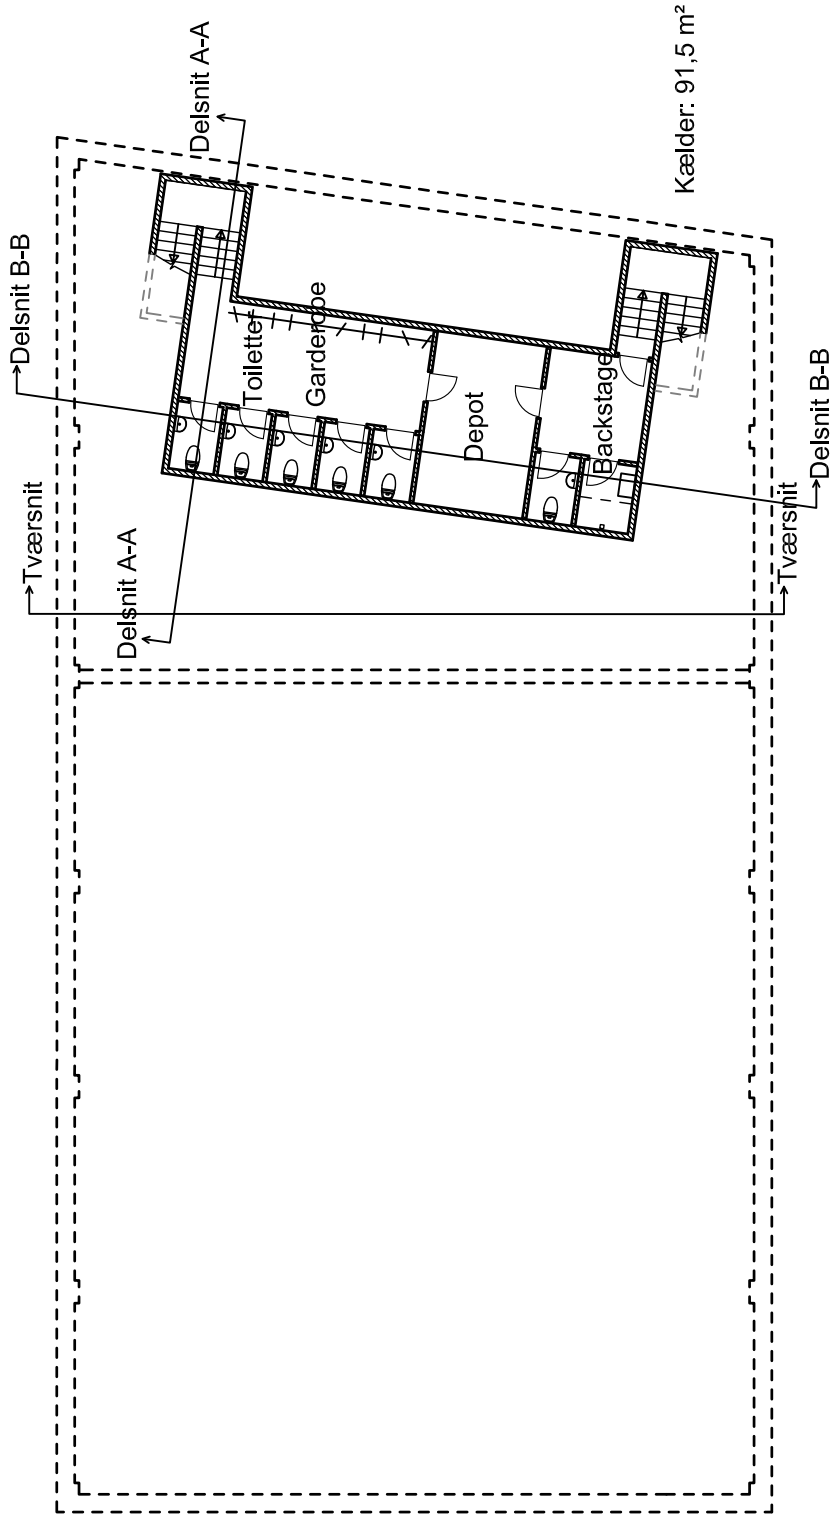 Delsnit A-A
Kælder: 91,5 m²
Delsnit B-B
Toiletter
Garderobe
Depot
Backstage
Delsnit B-B
Tværsnit
Tværsnit
Delsnit A-A